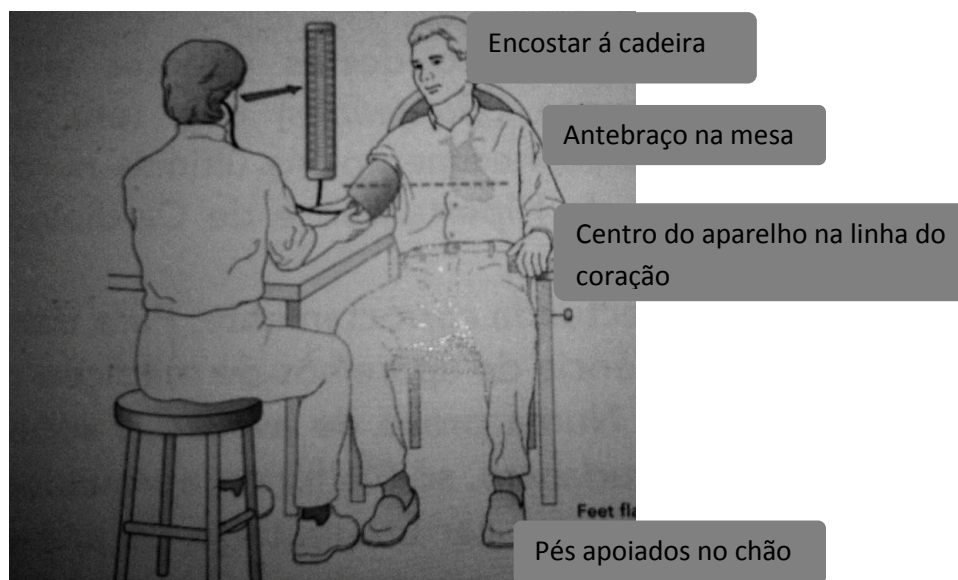 Encostar á cadeira
Antebraço na mesa
Centro do aparelho na linha do
coração
Feet fla
Pés apoiados no chão